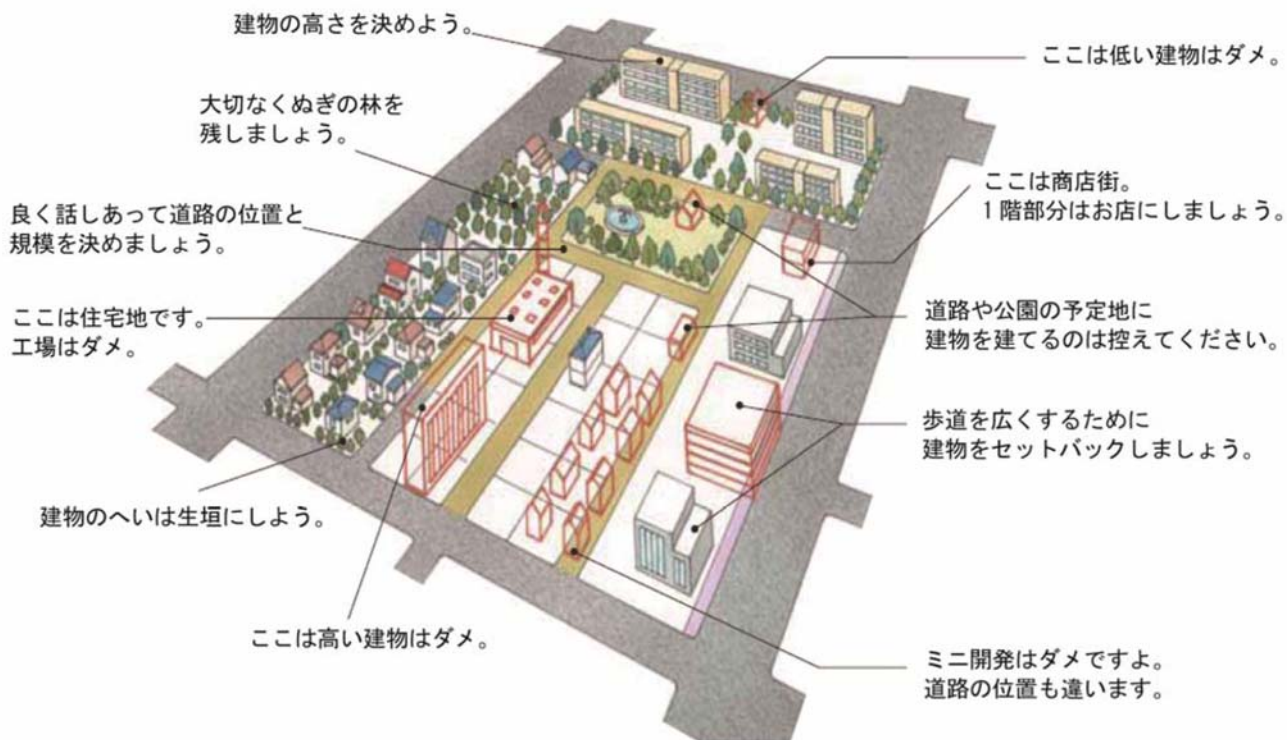 建物の高さを決めよう。
ここは低い建物はダメ。
大切なくぬぎの林を
残しましょう。
ここは商店街。
1階部分はお店にしましょう。
良く話しあって道路の位置と
規模を決めましょう。
ここは住宅地です。
工場はダメ。
道路や公園の予定地に
建物を建てるのは控えてください。
歩道を広くするために
建物をセットバックしましょう。
建物のへいは生垣にしよう。
ここは高い建物はダメ。
ミニ開発はダメですよ。
道路の位置も違います。